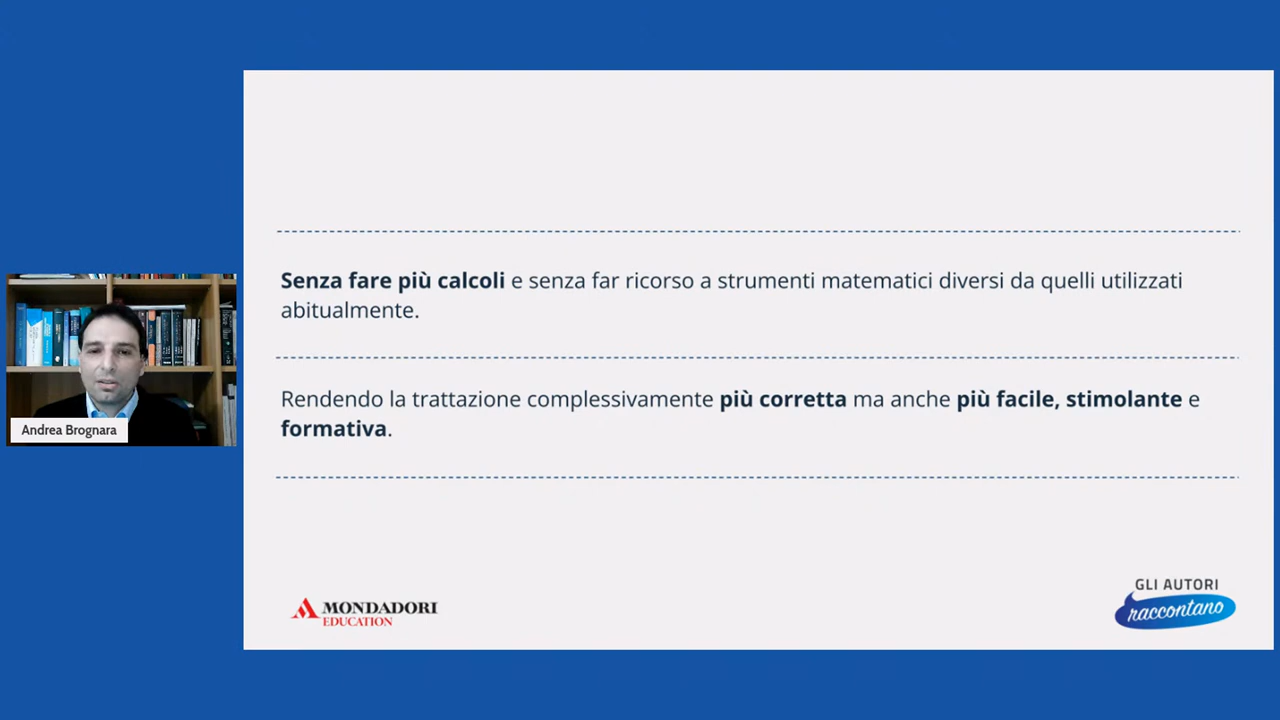 Senza fare più calcoli e senza far ricorso a strumenti matematici diversi da quelli utilizzati
abitualmente.
Rendendo la trattazione complessivamente più corretta ma anche più facile, stimolante e
formativa.
Andrea Brognara
MONDADORI
EDUCATION
GLI AUTORI
raccontano